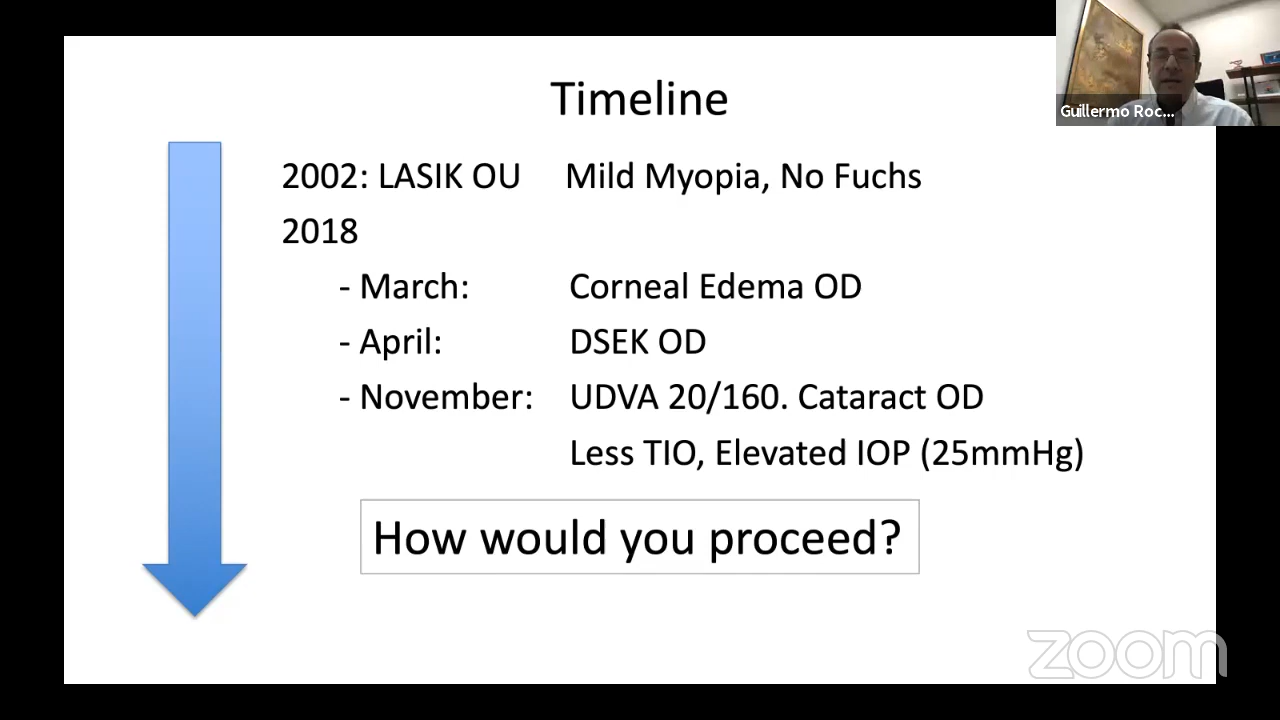 Timeline
Guillermo Roc...
2002: LASIK OU Mild Myopia, No Fuchs
2018
- March: Corneal Edema OD
- April: DSEK OD
- November: UDVA 20/160. Cataract OD
Less TIO, Elevated IOP (25mmHg)
How would you proceed?
zoom